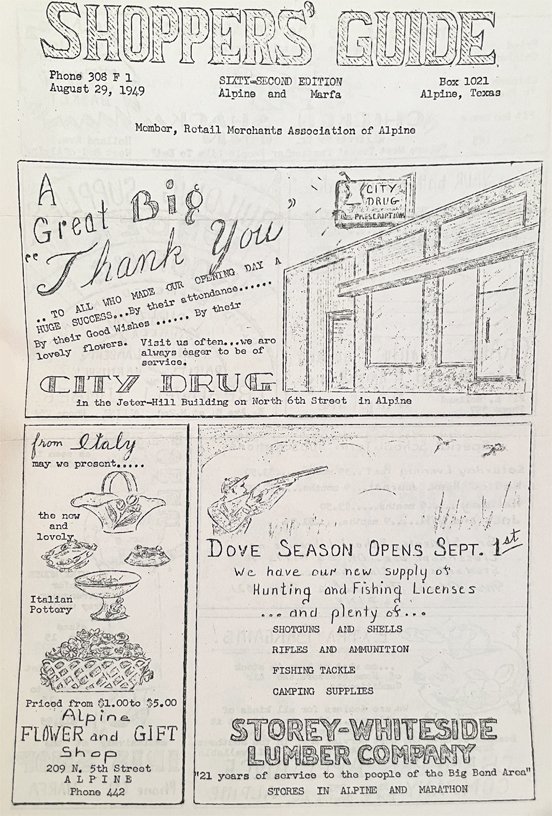 SHOPPERS' GUIDE
Phone 308 F 1
August 29, 1949
SIXTY-SECOND EDITION
Alpine and Marfa
Box 1021
Alpine, Texas
Member, Retail Merchants Association of Alpine
A
Great Big
"Thank You"
..TO ALL WHO MADE OUR OPENING DAY A
HUGE SUCCESS...By their attendance......
By their Good Wishes ...... By their
lovely flowers. Visit us often...we are
always eager to be of
service.
CITY DRUG
in the Jeter-Hill Building on North 6th Street in Alpine
CITY
DRUG
PRESCRIPTION
from Italy
may we present.....
the new
and
lovely
Italian
Pottery
Priced from $1.00to $5.00
Alpine
FLOWER and GIFT
Shop
209 N. 5th Street
ALPINE
Phone 442
DOVE SEASON OPENS SEPT. 1st
We have our new supply of
Hunting and Fishing Licenses
...and plenty of...
SHOTGUNS AND SHELLS
RIFLES AND AMMUNITION
FISHING TACKLE
CAMPING SUPPLIES
STOREY-WHITESIDE
LUMBER COMPANY
"21 years of service to the people of the Big Bend Area"
STORES IN ALPINE AND MARATHON